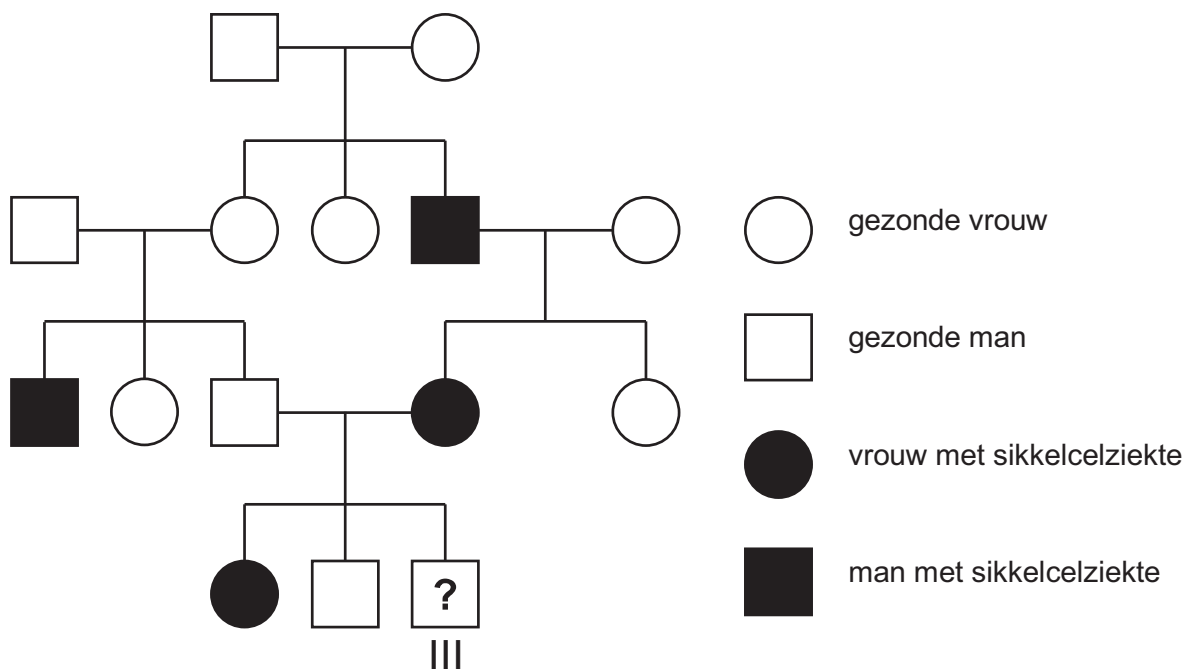 gezonde vrouw
gezonde man
vrouw met sikkelcelziekte
man met sikkelcelziekte
?
III